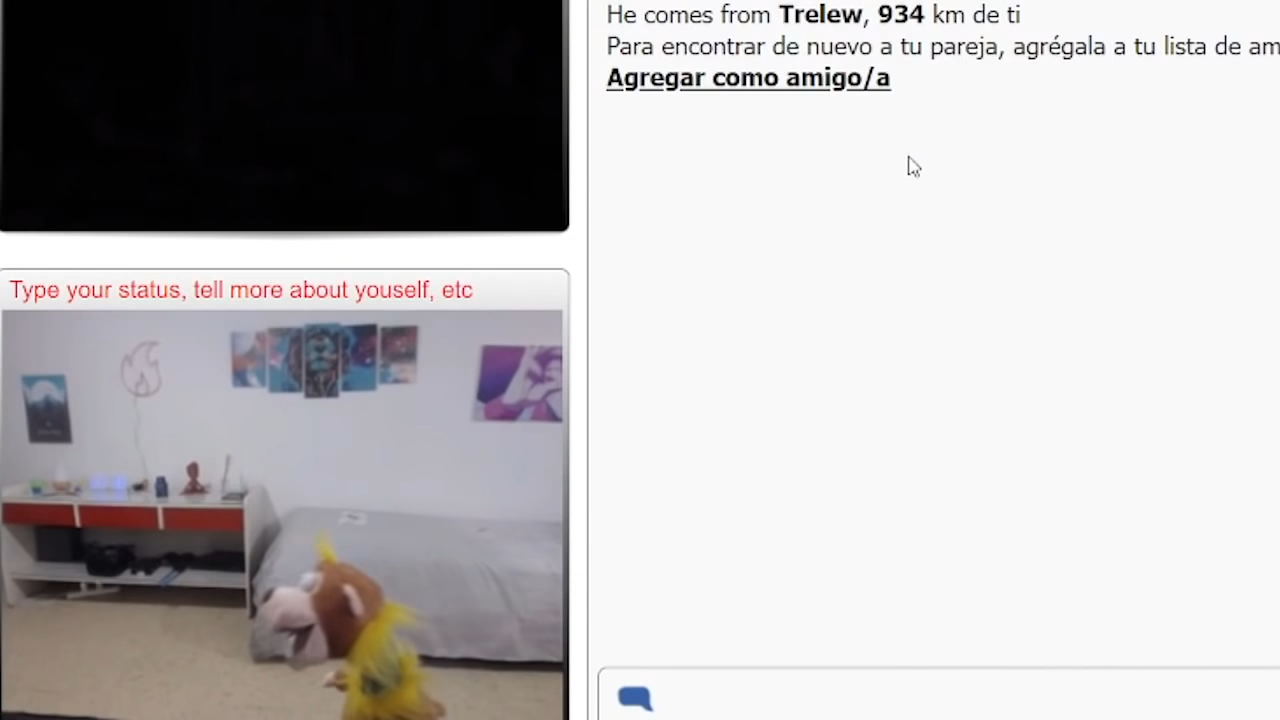 He comes from Trelew, 934 km de ti
Para encontrar de nuevo a tu pareja, agrégala a tu lista de am
Agregar como amigo/a
Type your status, tell more about youself, etc